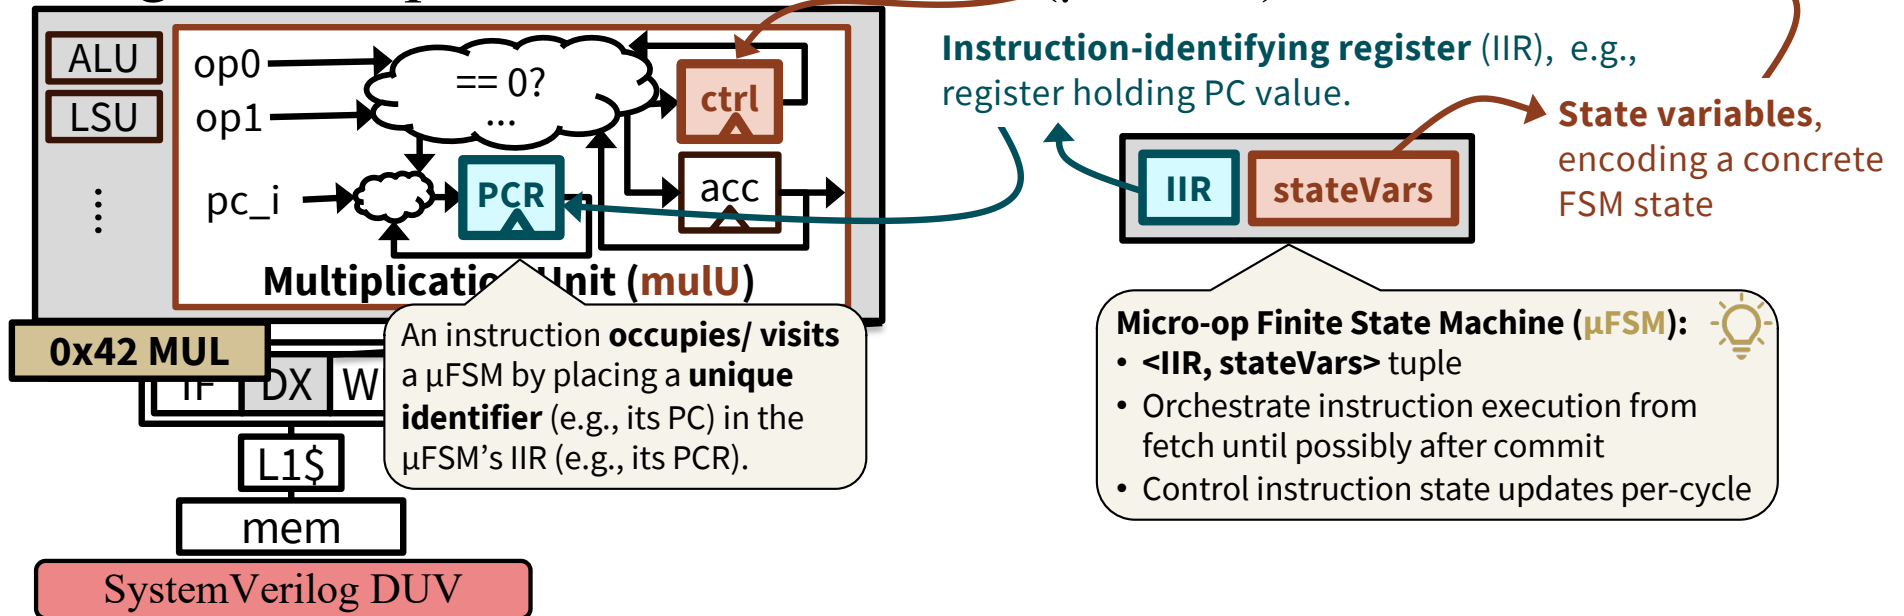 ALU
LSU
op0
op1
== 0?
...
ctrl
pc_i
PCR
acc
Unit (mulU)
0x42 MUL
DX
L1$
mem
SystemVerilog DUV
An instruction occupies/ visits
a μFSM by placing a unique
identifier (e.g., its PC) in the
μFSM's IIR (e.g., its PCR).
Instruction-identifying register (IIR), e.g.,
register holding PC value.
IIR
stateVars
State variables,
encoding a concrete
FSM state
Micro-op Finite State Machine (μFSM):
• <IIR, stateVars> tuple
• Orchestrate instruction execution from
fetch until possibly after commit
• Control instruction state updates per-cycle